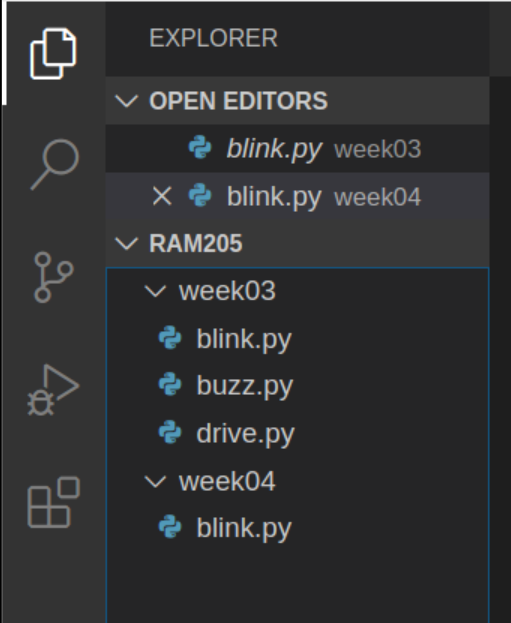 EXPLORER
OPEN EDITORS
blink.py week03
blink.py week04
RAM205
week03
blink.py
buzz.py
drive.py
week04
blink.py